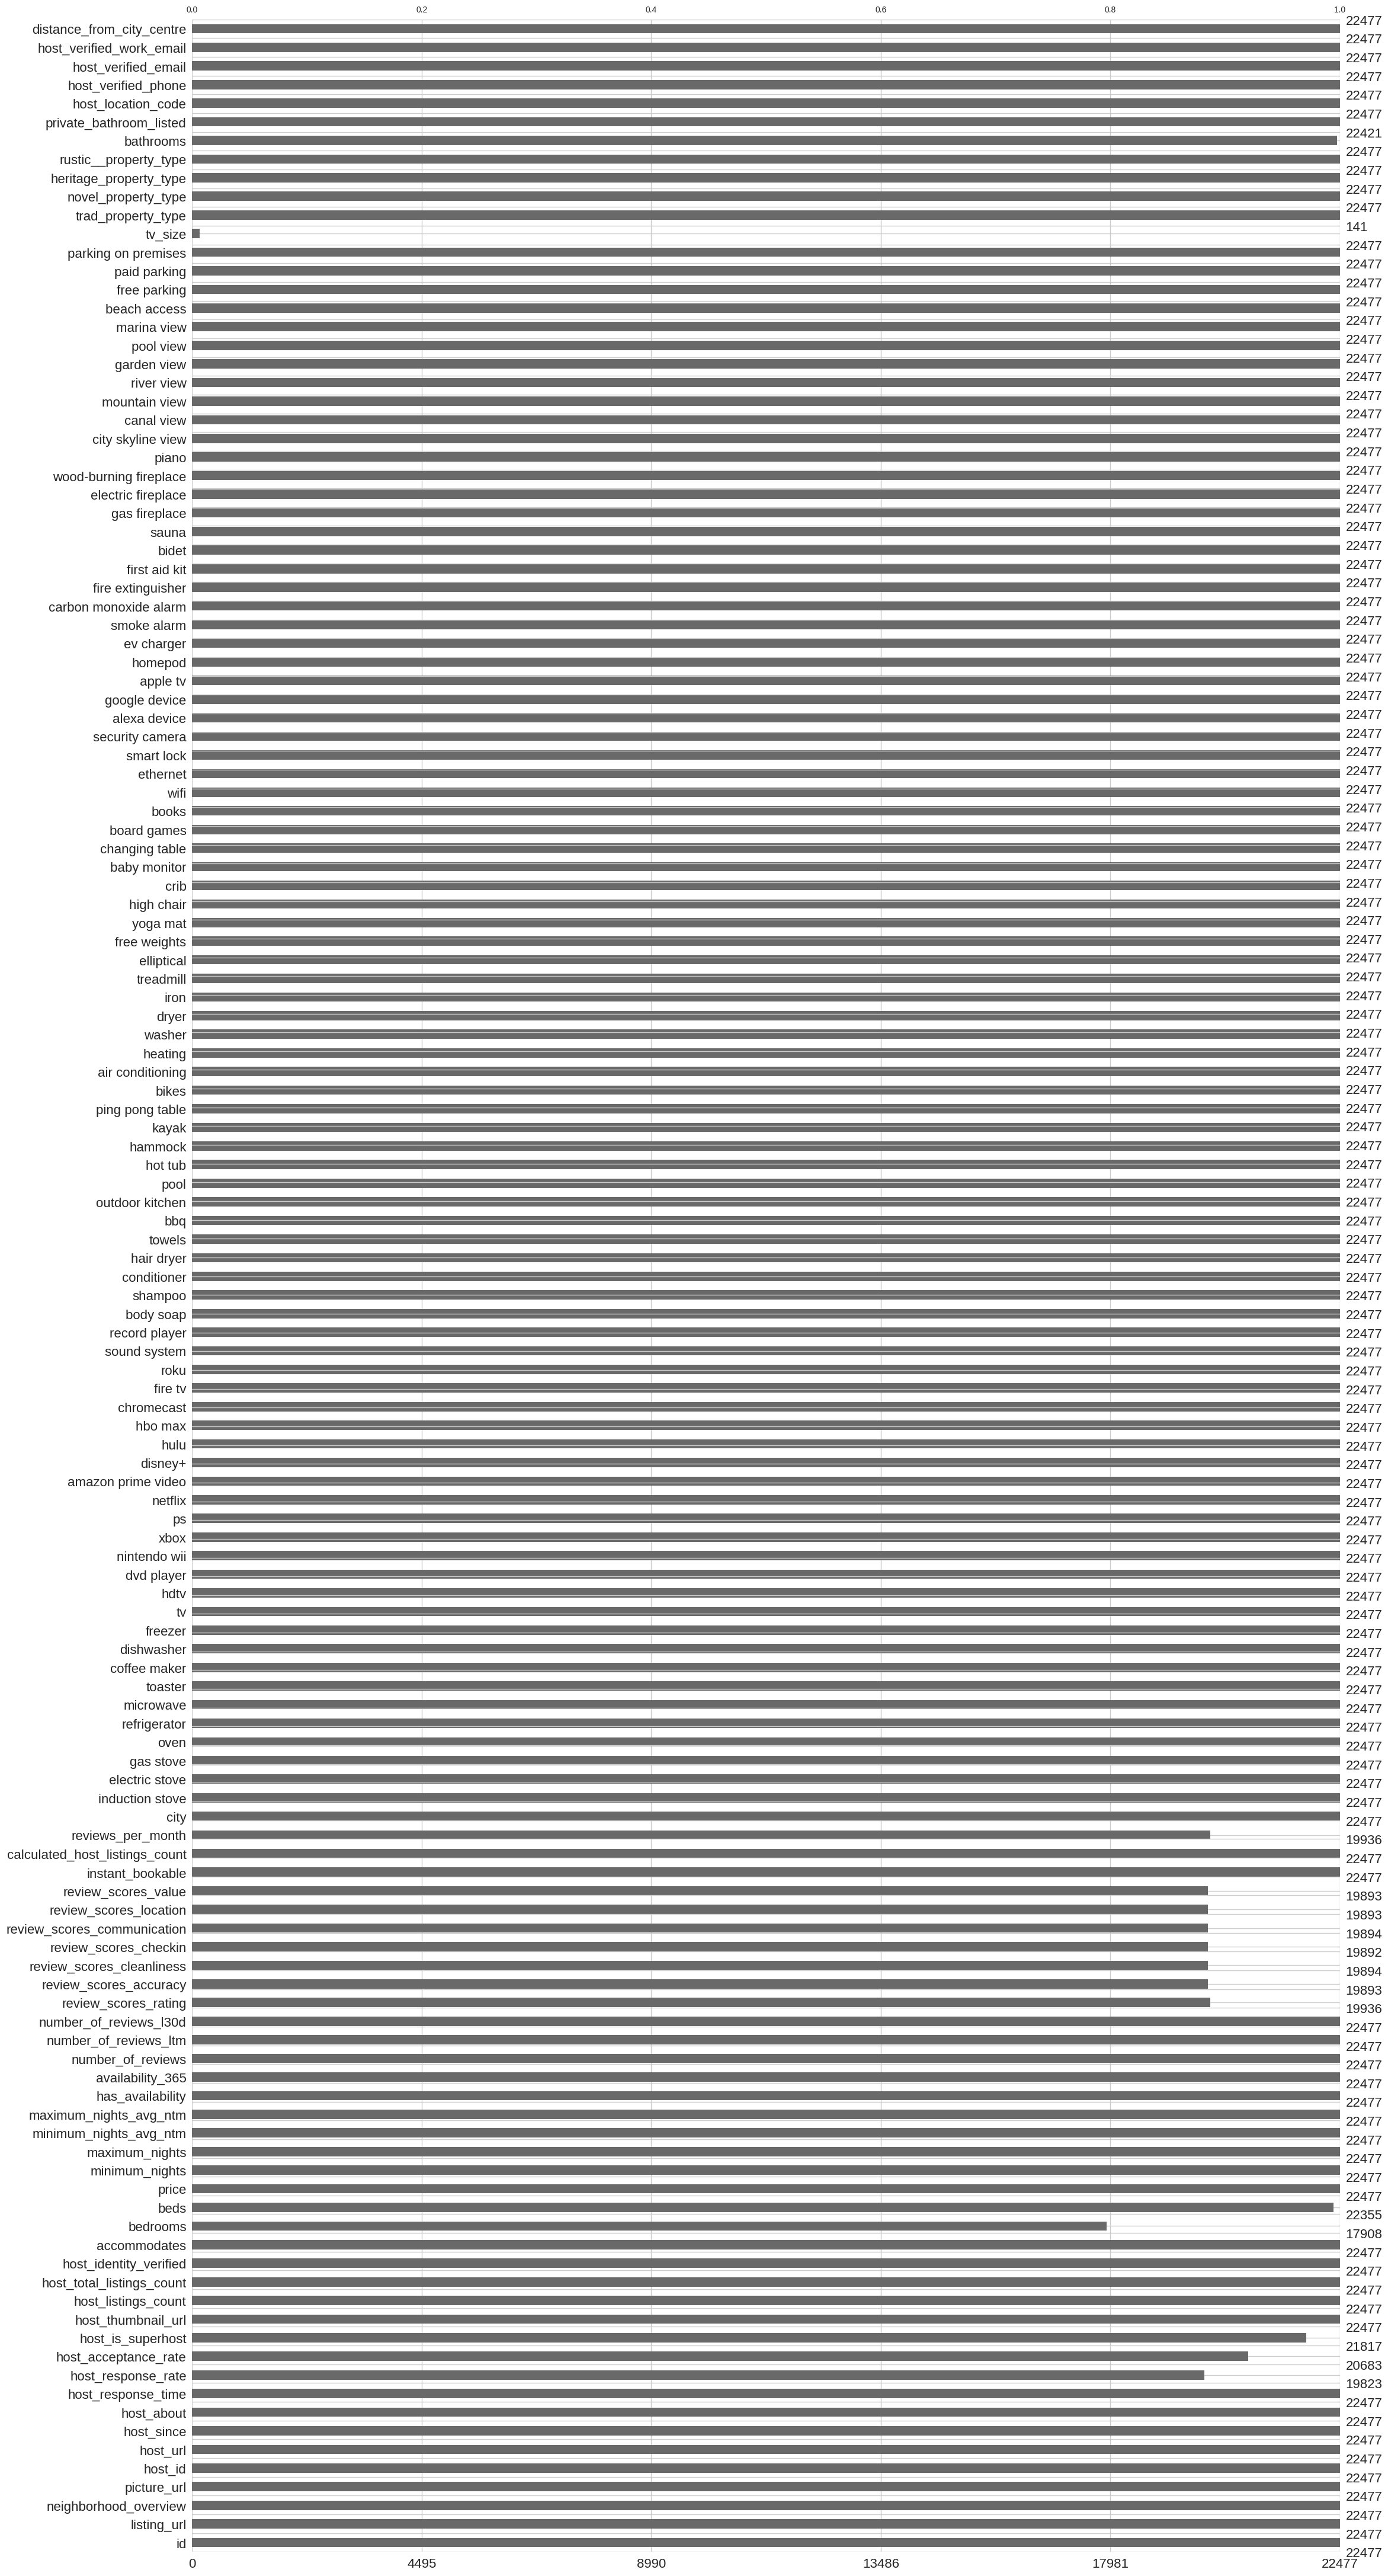 0.0 0.2 0.4 0.6 0.8 1.0
distance_from_city_centre 22477
host_verified_work_email 22477
host_verified_email 22477
host_verified_phone 22477
host_location_code 22477
private_bathroom_listed 22477
bathrooms 22421
rustic__property_type 22477
heritage_property_type 22477
novel_property_type 22477
trad_property_type 22477
tv_size 141
parking on premises 22477
paid parking 22477
free parking 22477
beach access 22477
marina view 22477
pool view 22477
garden view 22477
river view 22477
mountain view 22477
canal view 22477
city skyline view 22477
piano 22477
wood-burning fireplace 22477
electric fireplace 22477
gas fireplace 22477
sauna 22477
bidet 22477
first aid kit 22477
fire extinguisher 22477
carbon monoxide alarm 22477
smoke alarm 22477
ev charger 22477
homepod 22477
apple tv 22477
google device 22477
alexa device 22477
security camera 22477
smart lock 22477
ethernet 22477
wifi 22477
books 22477
board games 22477
changing table 22477
baby monitor 22477
crib 22477
high chair 22477
yoga mat 22477
free weights 22477
elliptical 22477
treadmill 22477
iron 22477
dryer 22477
washer 22477
heating 22477
air conditioning 22477
bikes 22477
ping pong table 22477
kayak 22477
hammock 22477
hot tub 22477
pool 22477
outdoor kitchen 22477
bbq 22477
towels 22477
hair dryer 22477
conditioner 22477
shampoo 22477
body soap 22477
record player 22477
sound system 22477
roku 22477
fire tv 22477
chromecast 22477
hbo max 22477
hulu 22477
disney+ 22477
amazon prime video 22477
netflix 22477
ps 22477
xbox 22477
nintendo wii 22477
dvd player 22477
hdtv 22477
tv 22477
freezer 22477
dishwasher 22477
coffee maker 22477
toaster 22477
microwave 22477
refrigerator 22477
oven 22477
gas stove 22477
electric stove 22477
induction stove 22477
city 22477
reviews_per_month 19936
calculated_host_listings_count 22477
instant_bookable 22477
review_scores_value 19893
review_scores_location 19893
review_scores_communication 19894
review_scores_checkin 19892
review_scores_cleanliness 19894
review_scores_accuracy 19893
review_scores_rating 19936
number_of_reviews_l30d 22477
number_of_reviews_ltm 22477
number_of_reviews 22477
availability_365 22477
has_availability 22477
maximum_nights_avg_ntm 22477
minimum_nights_avg_ntm 22477
maximum_nights 22477
minimum_nights 22477
price 22477
beds 22355
bedrooms 17908
accommodates 22477
host_identity_verified 22477
host_total_listings_count 22477
host_listings_count 22477
host_thumbnail_url 22477
host_is_superhost 21817
host_acceptance_rate 20683
host_response_rate 19823
host_response_time 22477
host_about 22477
host_since 22477
host_url 22477
host_id 22477
picture_url 22477
neighborhood_overview 22477
listing_url 22477
id 22477
0 4495 8990 13486 17981 22477